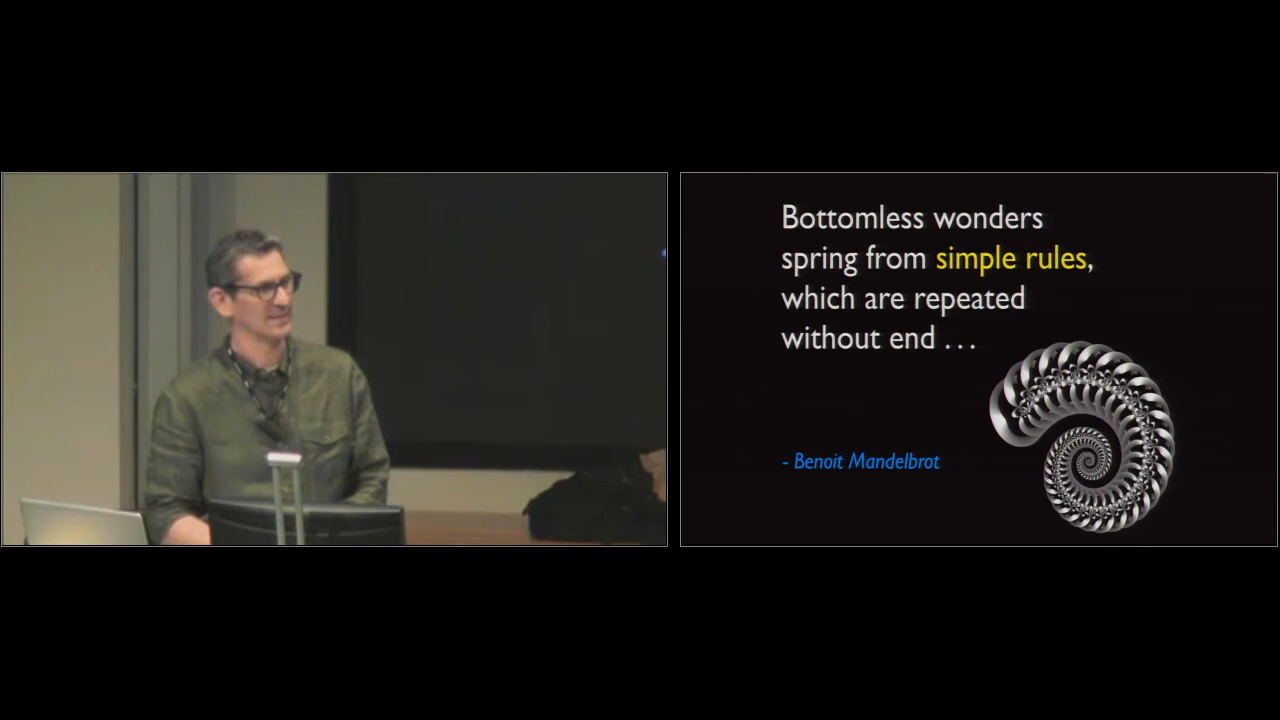 Bottomless wonders
spring from simple rules,
which are repeated
without end . . .
- Benoit Mandelbrot